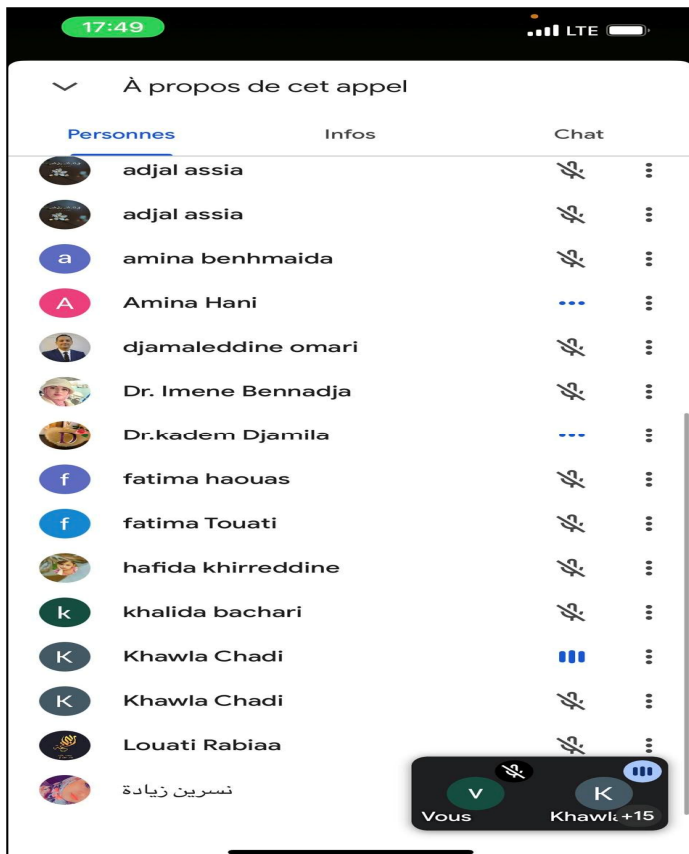 17:49
LTE
À propos de cet appel
Personnes Infos Chat
adjal assia
adjal assia
a amina benhmaida
A Amina Hani
djamaleddine omari
Dr. Imene Bennadja
D Dr.kadem Djamila
f fatima haouas
f fatima Touati
hafida khirreddine
k khalida bachari
K Khawla Chadi
K Khawla Chadi
Louati Rabiaa
نسرين زيادة
V K
Vous Khawla +15